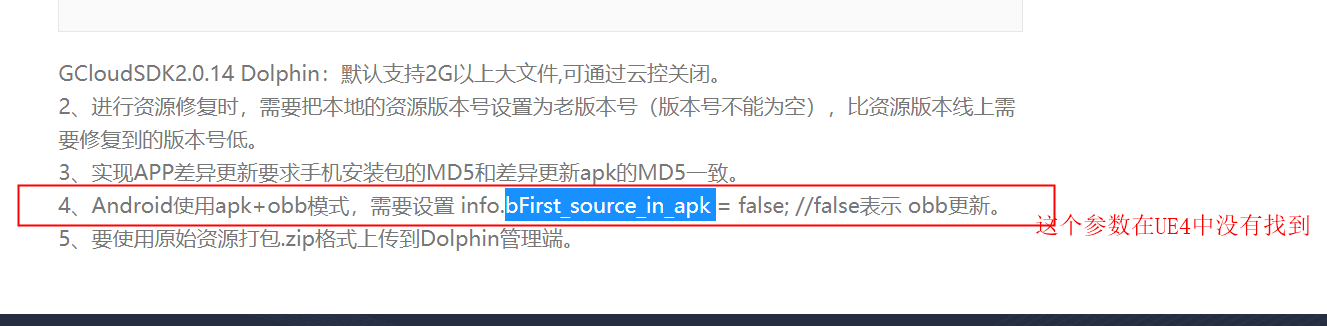 GCloudSDK2.0.14 Dolphin：默认支持2G以上大文件,可通过云控关闭。
2、进行资源修复时，需要把本地的资源版本号设置为老版本号（版本号不能为空），比资源版本线上需
要修复到的版本号低。
3、实现APP差异更新要求手机安装包的MD5和差异更新apk的MD5一致。
4、Android使用apk+obb模式，需要设置 info.bFirst_source_in_apk = false; //false表示 obb更新。
这个参数在UE4中没有找到
5、要使用原始资源打包.zip格式上传到Dolphin管理端。